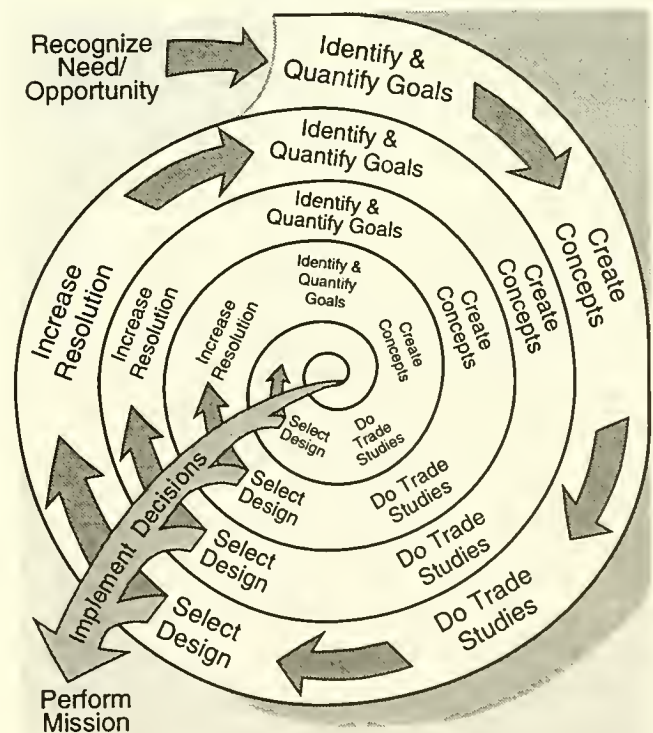 Recognize
Need/
Opportunity
Identify &
Quantify Goals
Create
Concepts
Do Trade
Studies
Select
Design
Increase
Resolution
Identify &
Quantify Goals
Create
Concepts
Do Trade
Studies
Select
Design
Increase
Resolution
Identify &
Quantify Goals
Create
Concepts
Do Trade
Studies
Select
Design
Increase
Resolution
Identify &
Quantify
Goals
Create
Concepts
Do
Trade
Studies
Select
Design
Implement Decisions
Perform
Mission